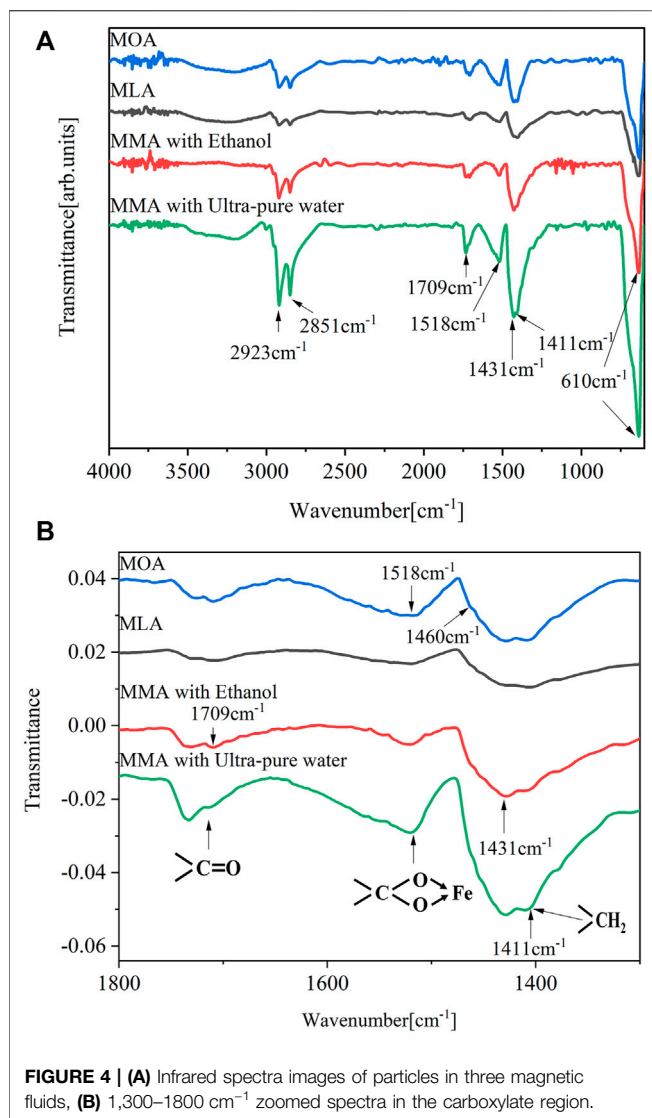 A
MOA
MLA
MMA with Ethanol
MMA with Ultra-pure water
Transmittance[arb.units]
2923cm-1
2851cm-1
1709cm-1
1518cm-1
1431cm-1
1411cm-1
610cm-1
4000 3500 3000 2500 2000 1500 1000
Wavenumber[cm-1]
B
MOA
MLA
MMA with Ethanol
1709cm-1
MMA with Ultra-pure water
1518cm-1
1460cm-1
1431cm-1
1411cm-1
C=O
C O O Fe
CH2
0.04
0.02
0.00
-0.02
-0.04
-0.06
Transmittance
1800 1600 1400
Wavenumber[cm-1]
FIGURE 4 | (A) Infrared spectra images of particles in three magnetic
fluids, (B) 1,300–1800 cm−1 zoomed spectra in the carboxylate region.